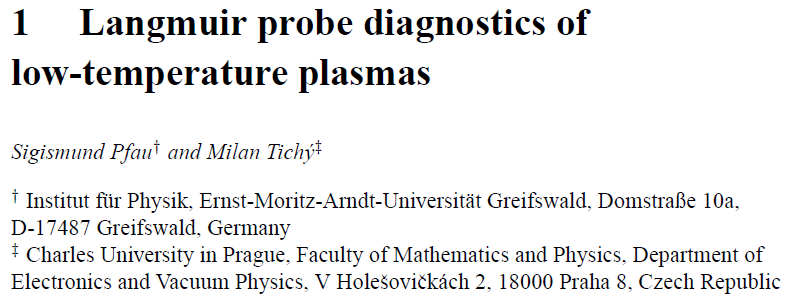 1 Langmuir probe diagnostics of
low-temperature plasmas
Sigismund Pfau† and Milan Tichý‡
† Institut für Physik, Ernst-Moritz-Arndt-Universität Greifswald, Domstraße 10a,
D-17487 Greifswald, Germany
‡ Charles University in Prague, Faculty of Mathematics and Physics, Department of
Electronics and Vacuum Physics, V Holešovičkách 2, 18000 Praha 8, Czech Republic